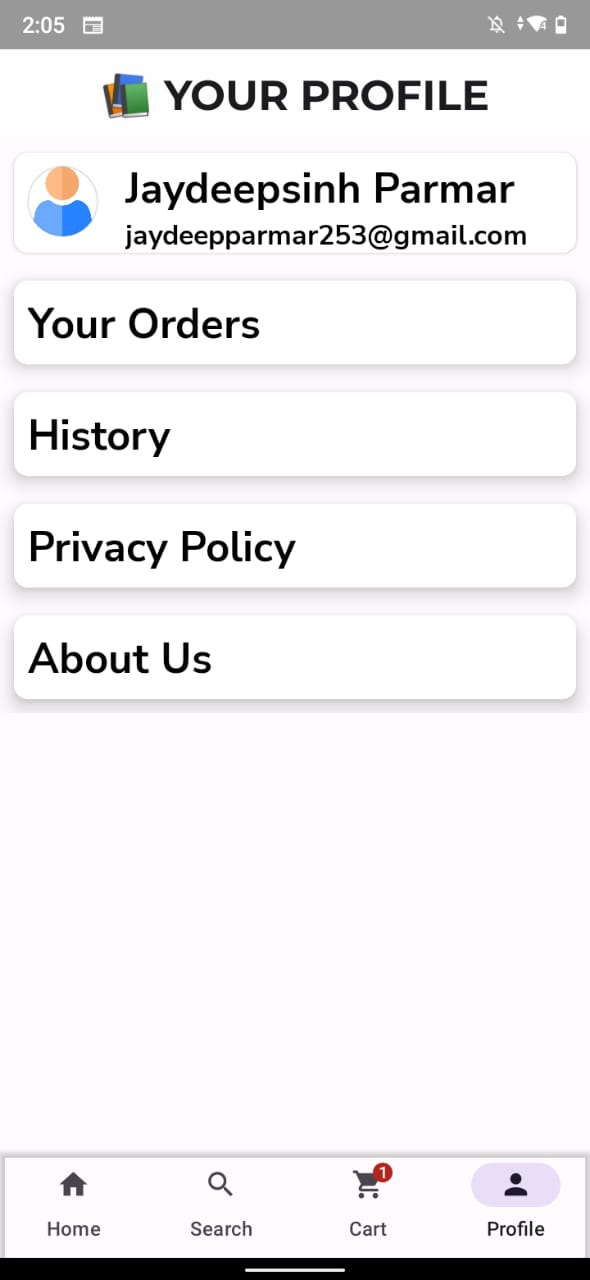 2:05
YOUR PROFILE
Jaydeepsinh Parmar
jaydeepparmar253@gmail.com
Your Orders
History
Privacy Policy
About Us
1
Home Search Cart Profile